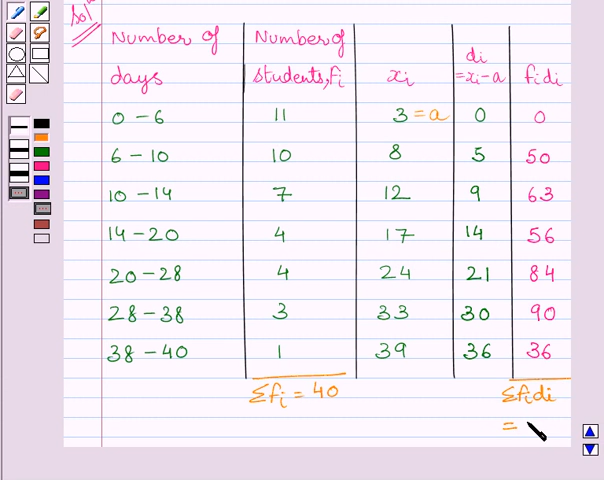 Solⁿ
Number of days | Number of students, fi | xi | di = xi - a | fidi
0 - 6 | 11 | 3 = a | 0 | 0
6 - 10 | 10 | 8 | 5 | 50
10 - 14 | 7 | 12 | 9 | 63
14 - 20 | 4 | 17 | 14 | 56
20 - 28 | 4 | 24 | 21 | 84
28 - 38 | 3 | 33 | 30 | 90
38 - 40 | 1 | 39 | 36 | 36
Σfi = 40 | Σfidi
=